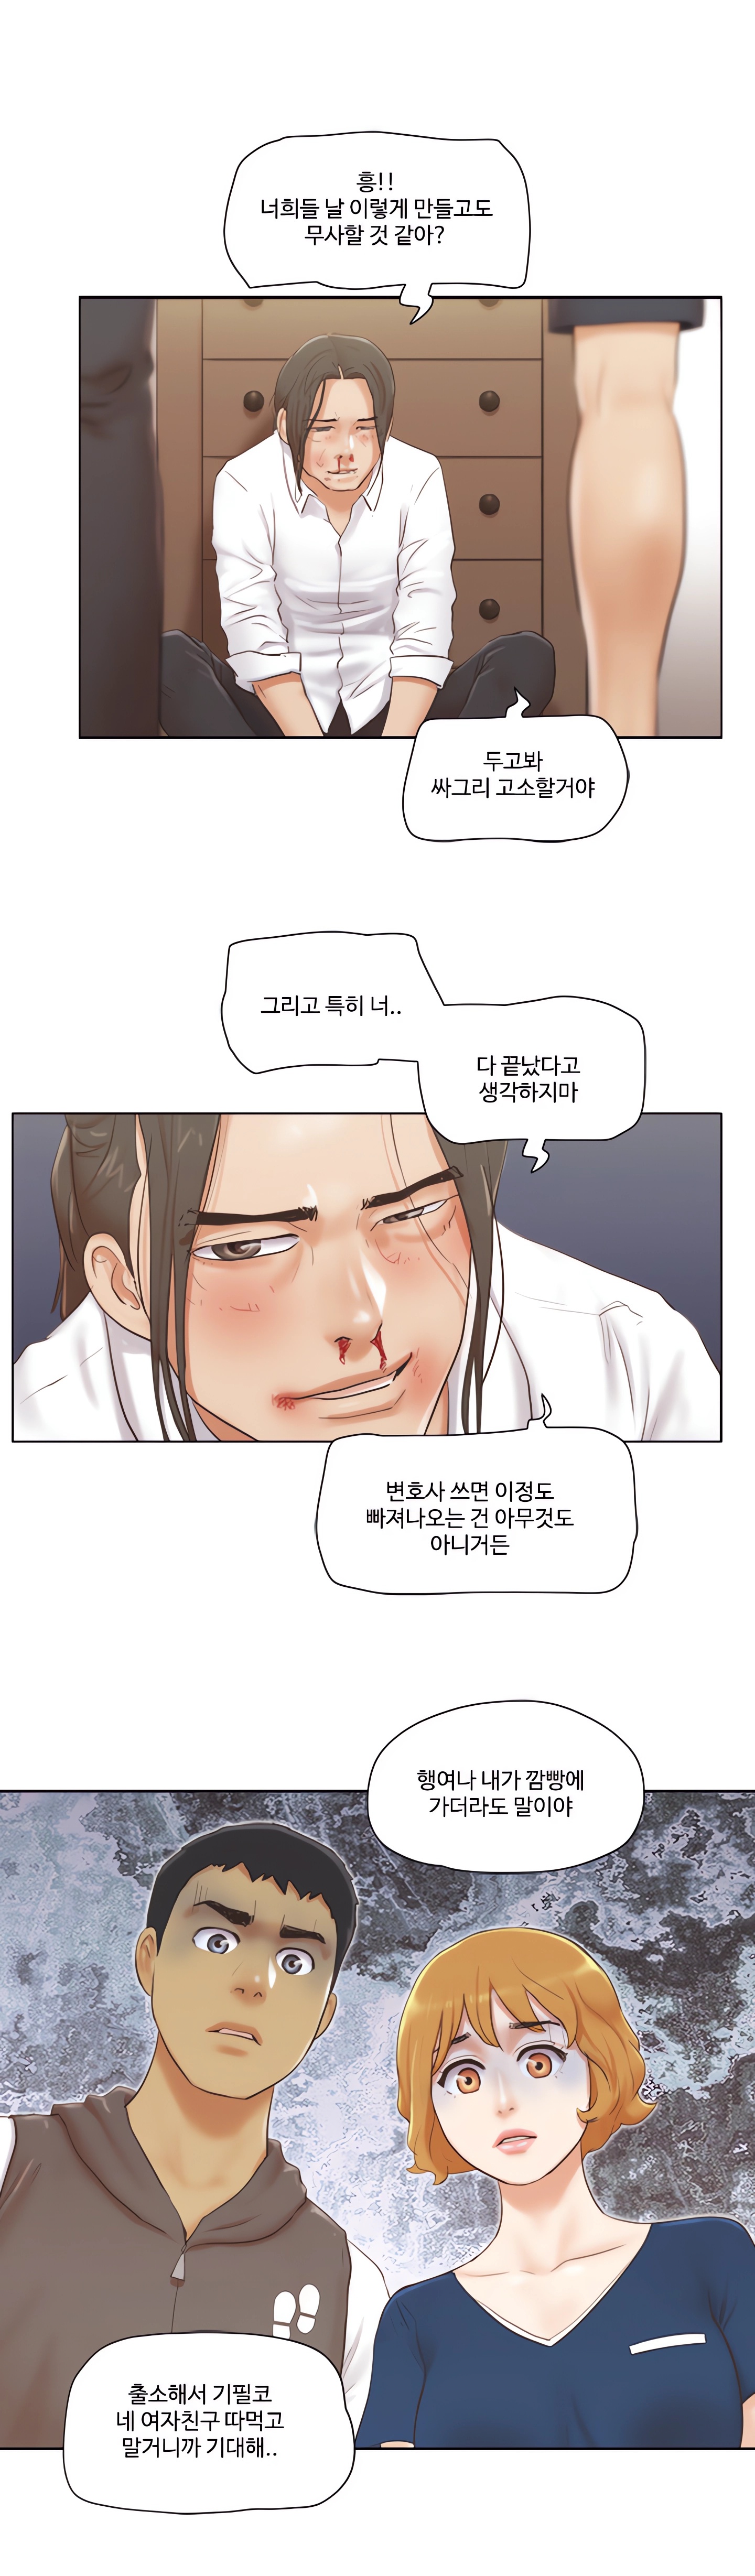 흥!!
너희들 날 이렇게 만들고도
무사할 것 같아?
두고봐
싸그리 고소할거야
그리고 특히 너..
다 끝났다고
생각하지마
변호사 쓰면 이정도
빠져나오는 건 아무것도
아니거든
행여나 내가 깜빵에
가더라도 말이야
출소해서 기필코
네 여자친구 따먹고
말거니까 기대해..